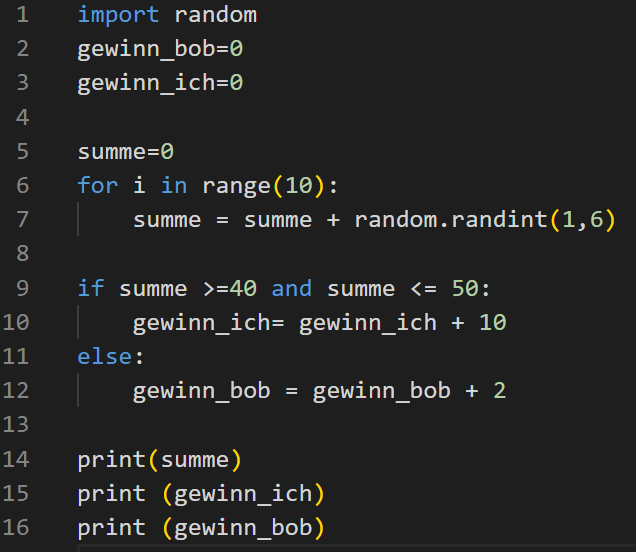 1 import random
2 gewinn_bob=0
3 gewinn_ich=0
4
5 summe=0
6 for i in range(10):
7     summe = summe + random.randint(1,6)
8
9 if summe >=40 and summe <= 50:
10     gewinn_ich= gewinn_ich + 10
11 else:
12     gewinn_bob = gewinn_bob + 2
13
14 print(summe)
15 print (gewinn_ich)
16 print (gewinn_bob)